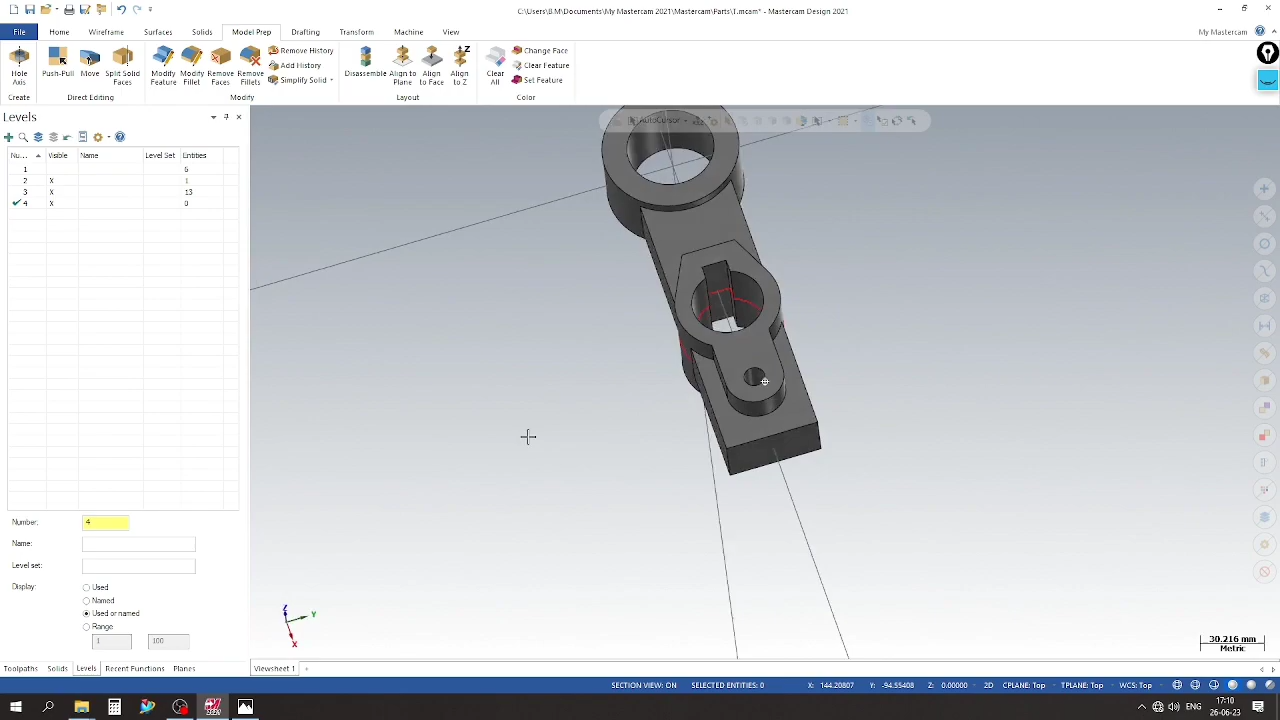 C:\Users\B.M\Documents\My Mastercam 2021\Mastercam\Parts\T.mcam* - Mastercam Design 2021
File Home Wireframe Surfaces Solids Model Prep Drafting Transform Machine View My Mastercam
Hole Axis
Create
Push-Pull Move Split Solid Faces
Direct Editing
Modify Feature Modify Fillet Remove Faces Remove Fillets
Remove History
Add History
Simplify Solid
Modify
Disassemble Align to Plane Align to Face Align to Z
Layout
Clear All
Change Face
Clear Feature
Set Feature
Color
Levels
AutoCursor
Nu... Visible Name Level Set Entities
1 6
2 X 1
3 X 13
4 X 0
Number: 4
Name:
Level set:
Display: Used
Named
Used or named
Range
1 100
Z
Y
X
30.216 mm
Metric
Toolpaths Solids Levels Recent Functions Planes Viewsheet 1 +
SECTION VIEW: ON SELECTED ENTITIES: 0 X: 144.20807 Y: -94.55408 Z: 0.00000 2D CPLANE: Top TPLANE: Top WCS: Top
ENG 17:10
26-06-23